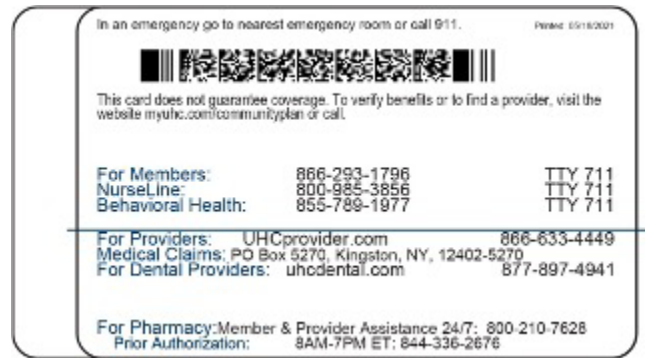 In an emergency go to nearest emergency room or call 911. Printed: 05/18/2021
This card does not guarantee coverage. To verify benefits or to find a provider, visit the
website myuhc.com/communityplan or call.
For Members: 866-293-1796 TTY 711
NurseLine: 800-985-3856 TTY 711
Behavioral Health: 855-789-1977 TTY 711
For Providers: UHCprovider.com 866-633-4449
Medical Claims: PO Box 5270, Kingston, NY, 12402-5270
For Dental Providers: uhcdental.com 877-897-4941
For Pharmacy:Member & Provider Assistance 24/7: 800-210-7628
Prior Authorization: 8AM-7PM ET: 844-336-2676